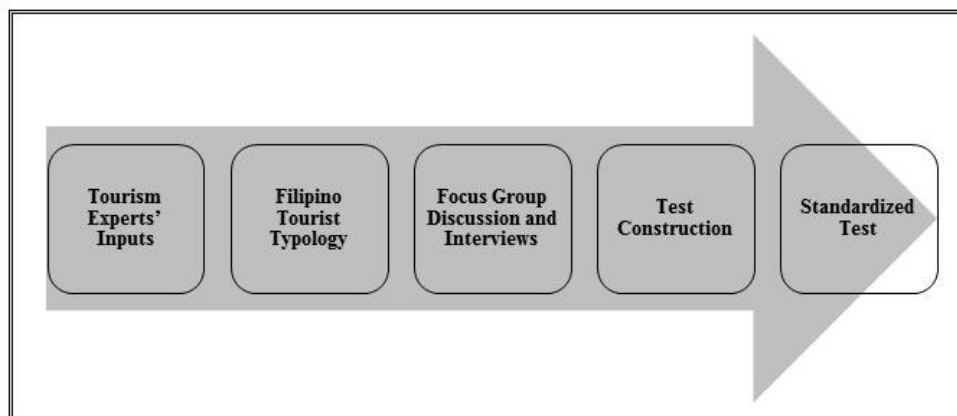 Tourism
Experts'
Inputs
Filipino
Tourist
Typology
Focus Group
Discussion and
Interviews
Test
Construction
Standardized
Test